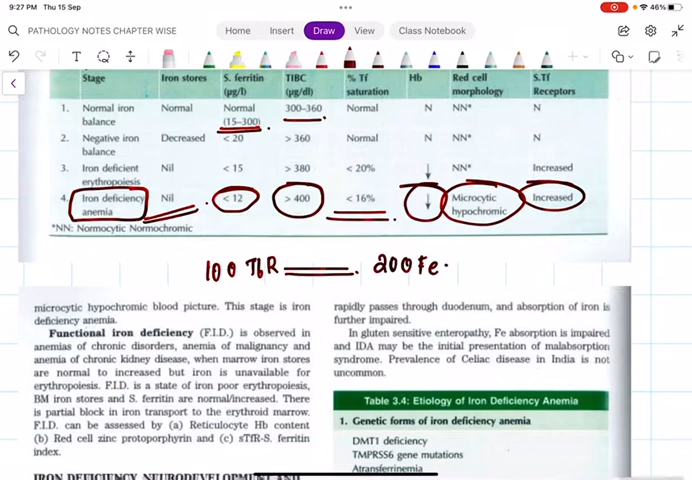 9:27 PM Thu 15 Sep
46%
PATHOLOGY NOTES CHAPTER WISE
Home Insert Draw View Class Notebook
Stage Iron stores S. ferritin (µg/l) TIBC (µg/dl) % Tf saturation Hb Red cell morphology S.Tf Receptors
1. Normal iron balance Normal Normal (15–300) 300–360 Normal N NN* N
2. Negative iron balance Decreased < 20 > 360 Normal N NN* N
3. Iron deficient erythropoiesis Nil < 15 > 380 < 20% ↓ NN* Increased
4. Iron deficiency anemia Nil < 12 > 400 < 16% ↓ Microcytic hypochromic Increased
*NN: Normocytic Normochromic
100 TbR 200 Fe.
microcytic hypochromic blood picture. This stage is iron
deficiency anemia.
Functional iron deficiency (F.I.D.) is observed in
anemias of chronic disorders, anemia of malignancy and
anemia of chronic kidney disease, when marrow iron stores
are normal to increased but iron is unavailable for
erythropoiesis. F.I.D. is a state of iron poor erythropoiesis,
BM iron stores and S. ferritin are normal/increased. There
is partial block in iron transport to the erythroid marrow.
F.I.D. can be assessed by (a) Reticulocyte Hb content
(b) Red cell zinc protoporphyrin and (c) sTfR-S. ferritin
index.
IRON DEFICIENCY NEURODEVELOPMENT AND
rapidly passes through duodenum, and absorption of iron is
further impaired.
In gluten sensitive enteropathy, Fe absorption is impaired
and IDA may be the initial presentation of malabsorption
syndrome. Prevalence of Celiac disease in India is not
uncommon.
Table 3.4: Etiology of Iron Deficiency Anemia
1. Genetic forms of iron deficiency anemia
DMT1 deficiency
TMPRSS6 gene mutations
Atransferrinemia